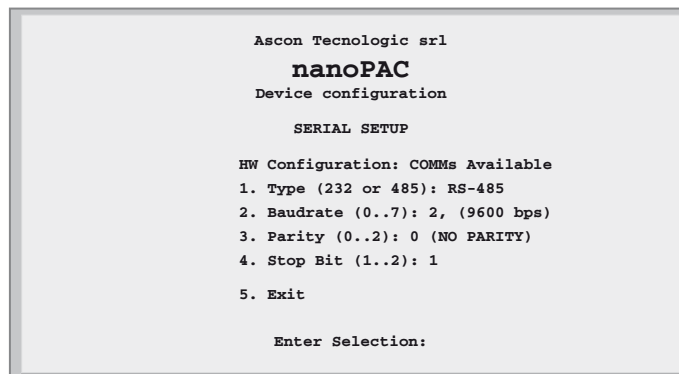 Ascon Tecnologic srl
nanoPAC
Device configuration
SERIAL SETUP
HW Configuration: COMMs Available
1. Type (232 or 485): RS-485
2. Baudrate (0..7): 2, (9600 bps)
3. Parity (0..2): 0 (NO PARITY)
4. Stop Bit (1..2): 1
5. Exit
Enter Selection: